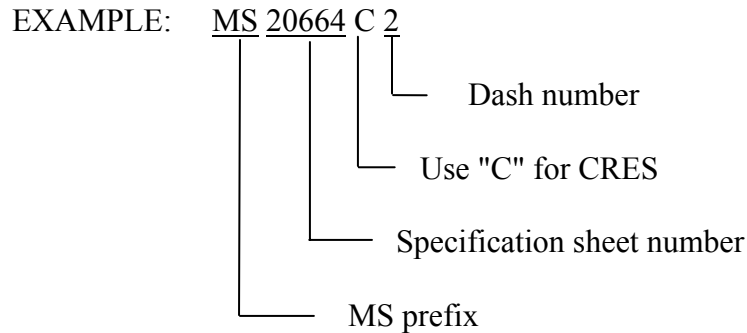 EXAMPLE: MS 20664 C 2
Dash number
Use "C" for CRES
Specification sheet number
MS prefix